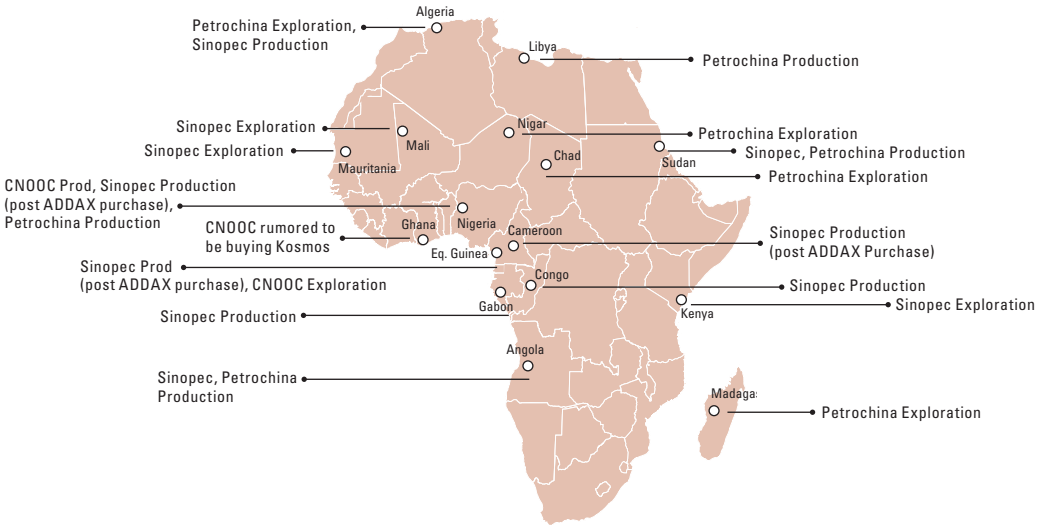 Algeria
Petrochina Exploration,
Sinopec Production
Libya
Petrochina Production
Sinopec Exploration
Mali
Nigar
Petrochina Exploration
Sinopec Exploration
Mauritania
Chad
Sudan
Sinopec, Petrochina Production
Petrochina Exploration
CNOOC Prod, Sinopec Production
(post ADDAX purchase),
Petrochina Production
Nigeria
CNOOC rumored to
be buying Kosmos
Ghana
Cameroon
Sinopec Production
(post ADDAX Purchase)
Eq. Guinea
Sinopec Prod
(post ADDAX purchase), CNOOC Exploration
Congo
Sinopec Production
Gabon
Sinopec Production
Kenya
Sinopec Exploration
Angola
Sinopec, Petrochina
Production
Madaga
Petrochina Exploration